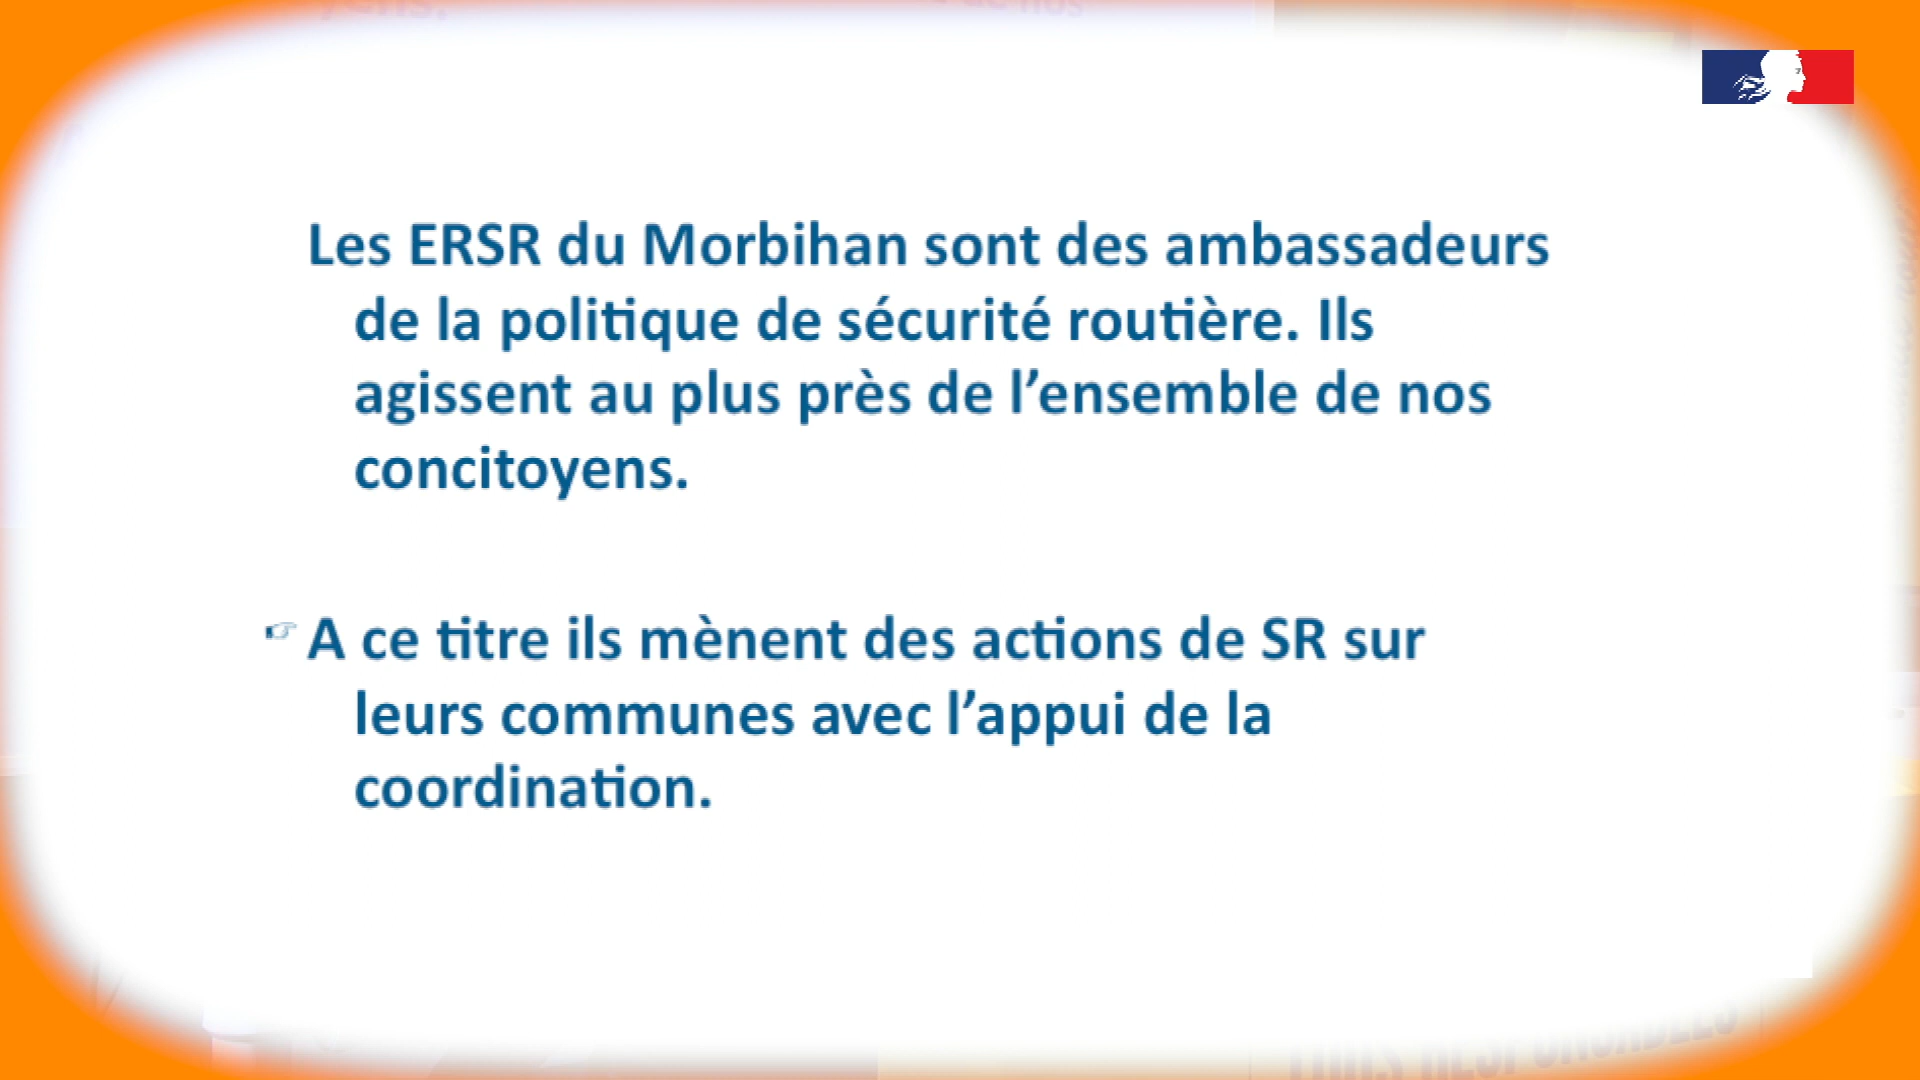 Les ERSR du Morbihan sont des ambassadeurs
de la politique de sécurité routière. Ils
agissent au plus près de l’ensemble de nos
concitoyens.
☞ A ce titre ils mènent des actions de SR sur
leurs communes avec l’appui de la
coordination.